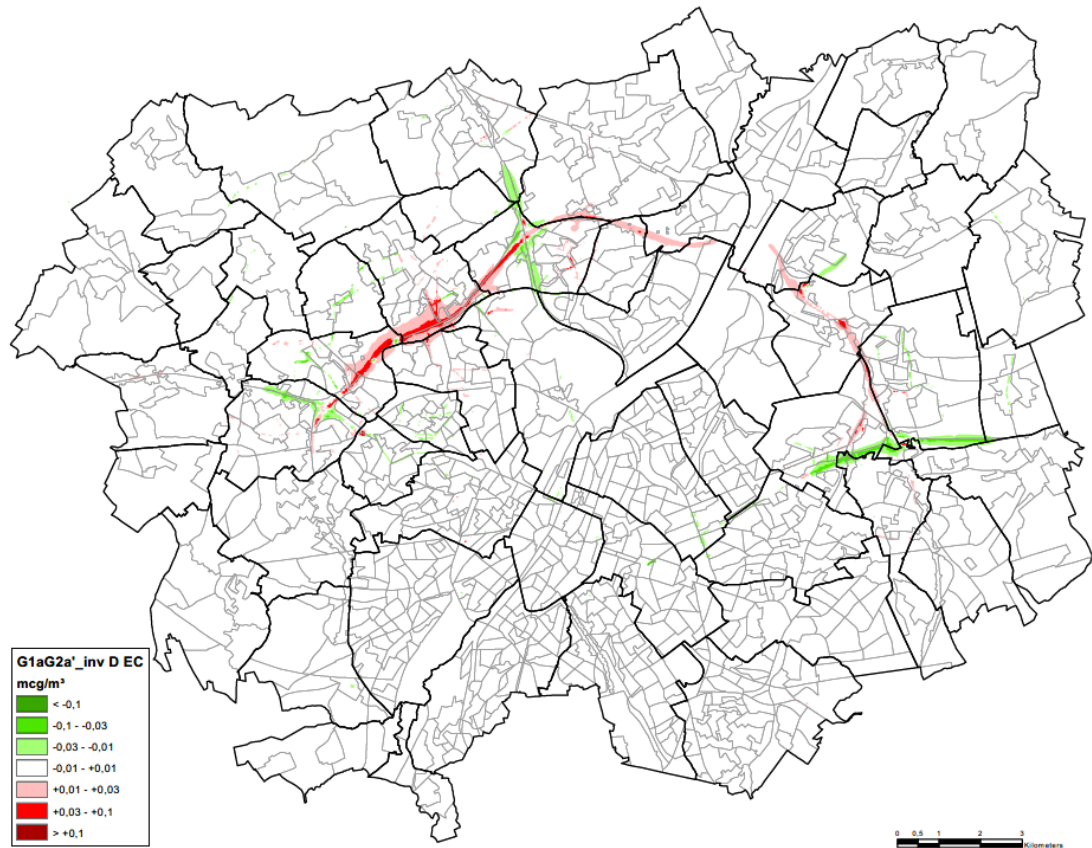 G1aG2a'_inv D EC
mcg/m³
< -0,1
-0,1 - -0,03
-0,03 - -0,01
-0,01 - +0,01
+0,01 - +0,03
+0,03 - +0,1
> +0,1
0 0,5 1 2 3
Kilometers